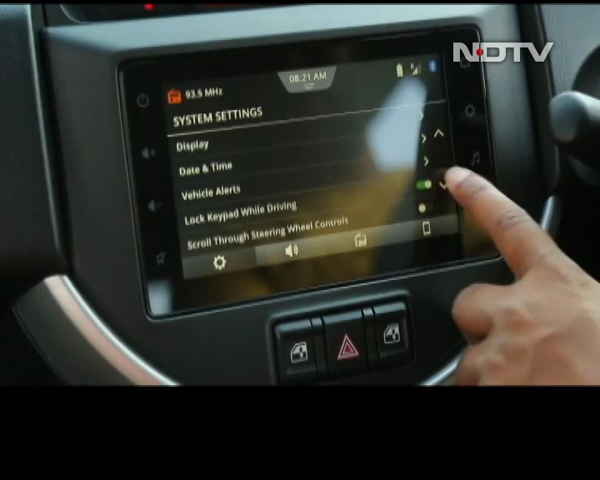 NDTV
08:21 AM
93.5 MHz
SYSTEM SETTINGS
Display
Date & Time
Vehicle Alerts
Lock Keypad While Driving
Scroll Through Steering Wheel Controls